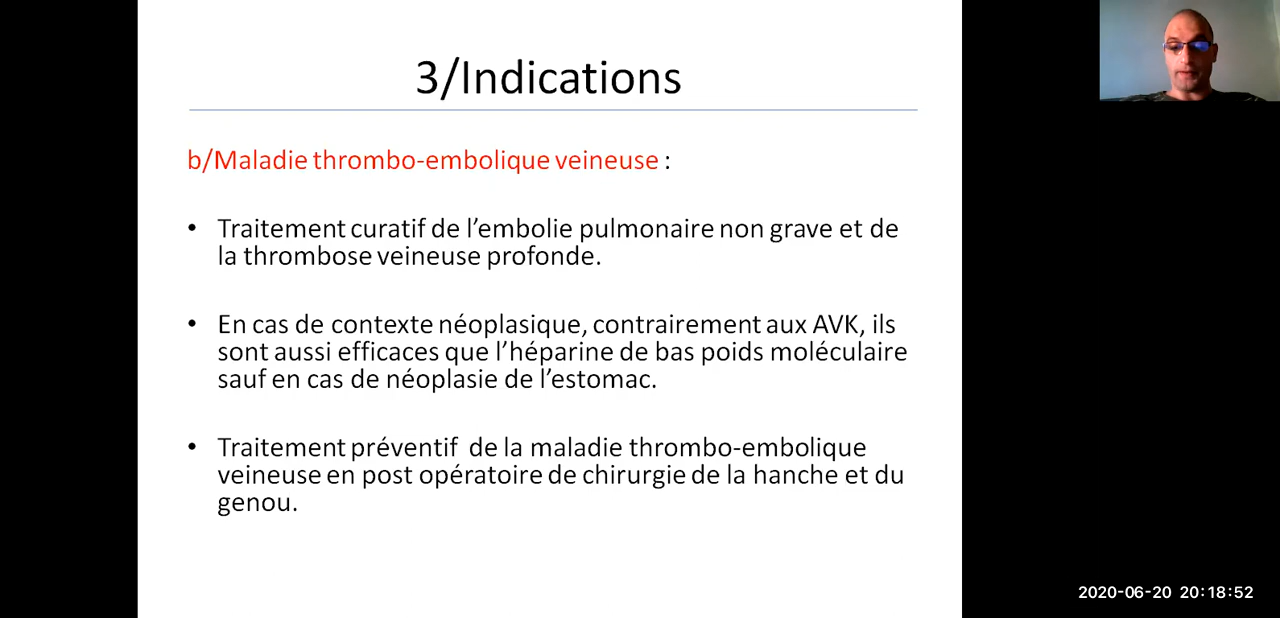 3/Indications
b/Maladie thrombo-embolique veineuse :
• Traitement curatif de l’embolie pulmonaire non grave et de
la thrombose veineuse profonde.
• En cas de contexte néoplasique, contrairement aux AVK, ils
sont aussi efficaces que l’héparine de bas poids moléculaire
sauf en cas de néoplasie de l’estomac.
• Traitement préventif de la maladie thrombo-embolique
veineuse en post opératoire de chirurgie de la hanche et du
genou.
2020-06-20 20:18:52